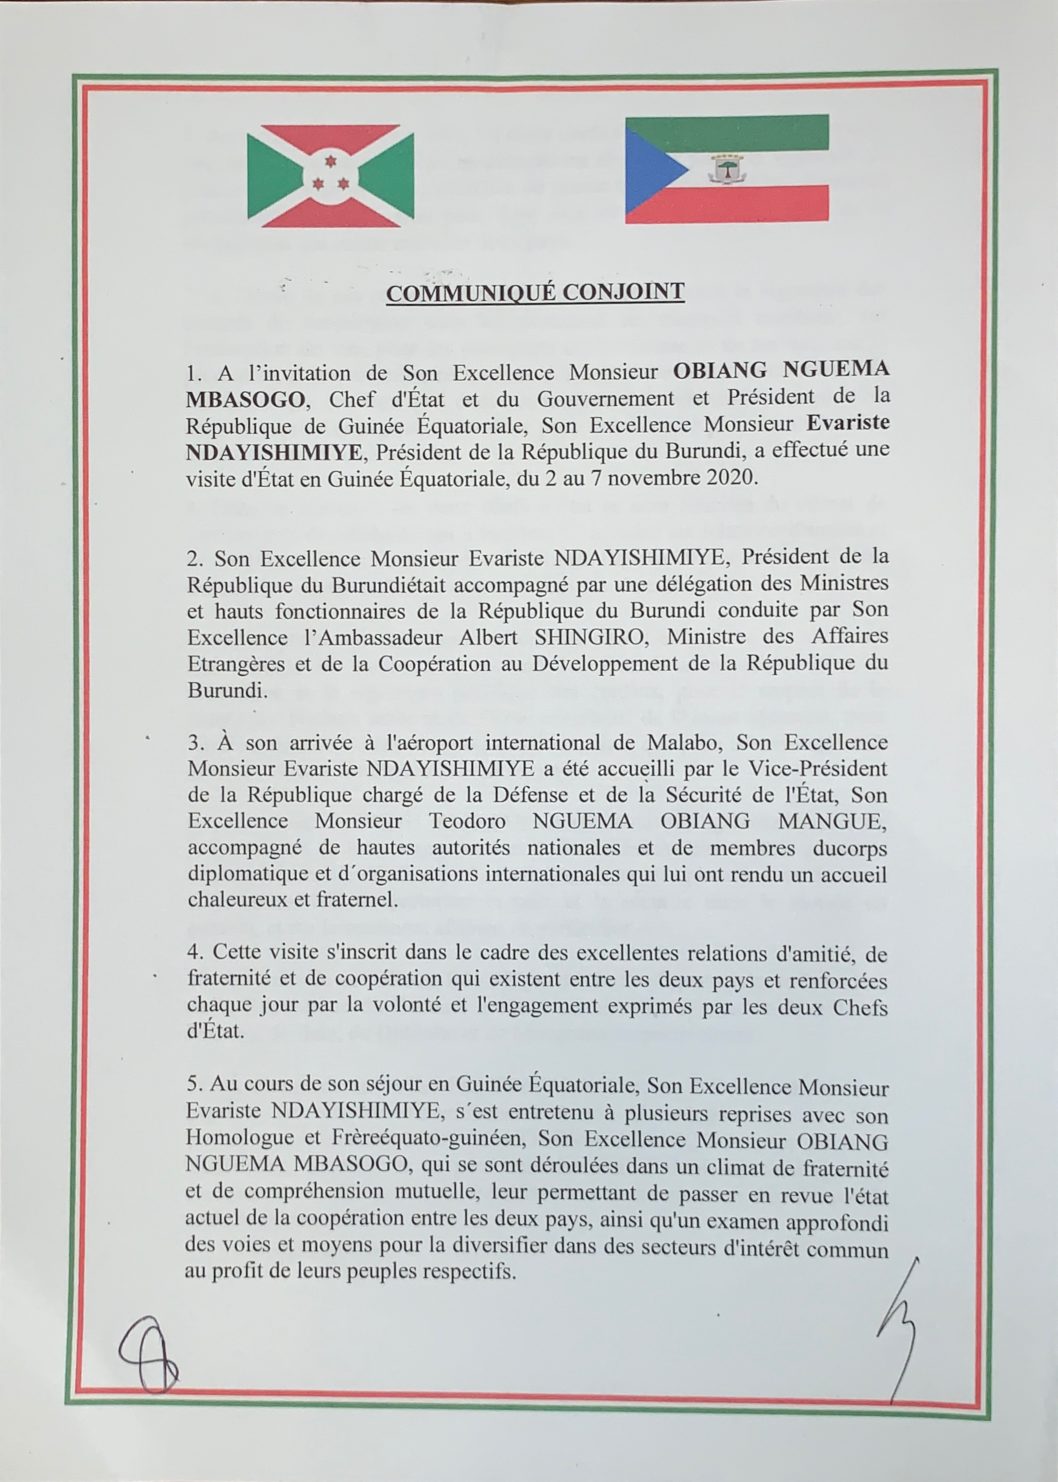 COMMUNIQUÉ CONJOINT
1. A l’invitation de Son Excellence Monsieur OBIANG NGUEMA
MBASOGO, Chef d'État et du Gouvernement et Président de la
République de Guinée Équatoriale, Son Excellence Monsieur Evariste
NDAYISHIMIYE, Président de la République du Burundi, a effectué une
visite d'État en Guinée Équatoriale, du 2 au 7 novembre 2020.
2. Son Excellence Monsieur Evariste NDAYISHIMIYE, Président de la
République du Burundiétait accompagné par une délégation des Ministres
et hauts fonctionnaires de la République du Burundi conduite par Son
Excellence l’Ambassadeur Albert SHINGIRO, Ministre des Affaires
Etrangères et de la Coopération au Développement de la République du
Burundi.
3. À son arrivée à l'aéroport international de Malabo, Son Excellence
Monsieur Evariste NDAYISHIMIYE a été accueilli par le Vice-Président
de la République chargé de la Défense et de la Sécurité de l'État, Son
Excellence Monsieur Teodoro NGUEMA OBIANG MANGUE,
accompagné de hautes autorités nationales et de membres ducorps
diplomatique et d´organisations internationales qui lui ont rendu un accueil
chaleureux et fraternel.
4. Cette visite s'inscrit dans le cadre des excellentes relations d'amitié, de
fraternité et de coopération qui existent entre les deux pays et renforcées
chaque jour par la volonté et l'engagement exprimés par les deux Chefs
d'État.
5. Au cours de son séjour en Guinée Équatoriale, Son Excellence Monsieur
Evariste NDAYISHIMIYE, s´est entretenu à plusieurs reprises avec son
Homologue et Frèreéquato-guinéen, Son Excellence Monsieur OBIANG
NGUEMA MBASOGO, qui se sont déroulées dans un climat de fraternité
et de compréhension mutuelle, leur permettant de passer en revue l'état
actuel de la coopération entre les deux pays, ainsi qu'un examen approfondi
des voies et moyens pour la diversifier dans des secteurs d'intérêt commun
au profit de leurs peuples respectifs.